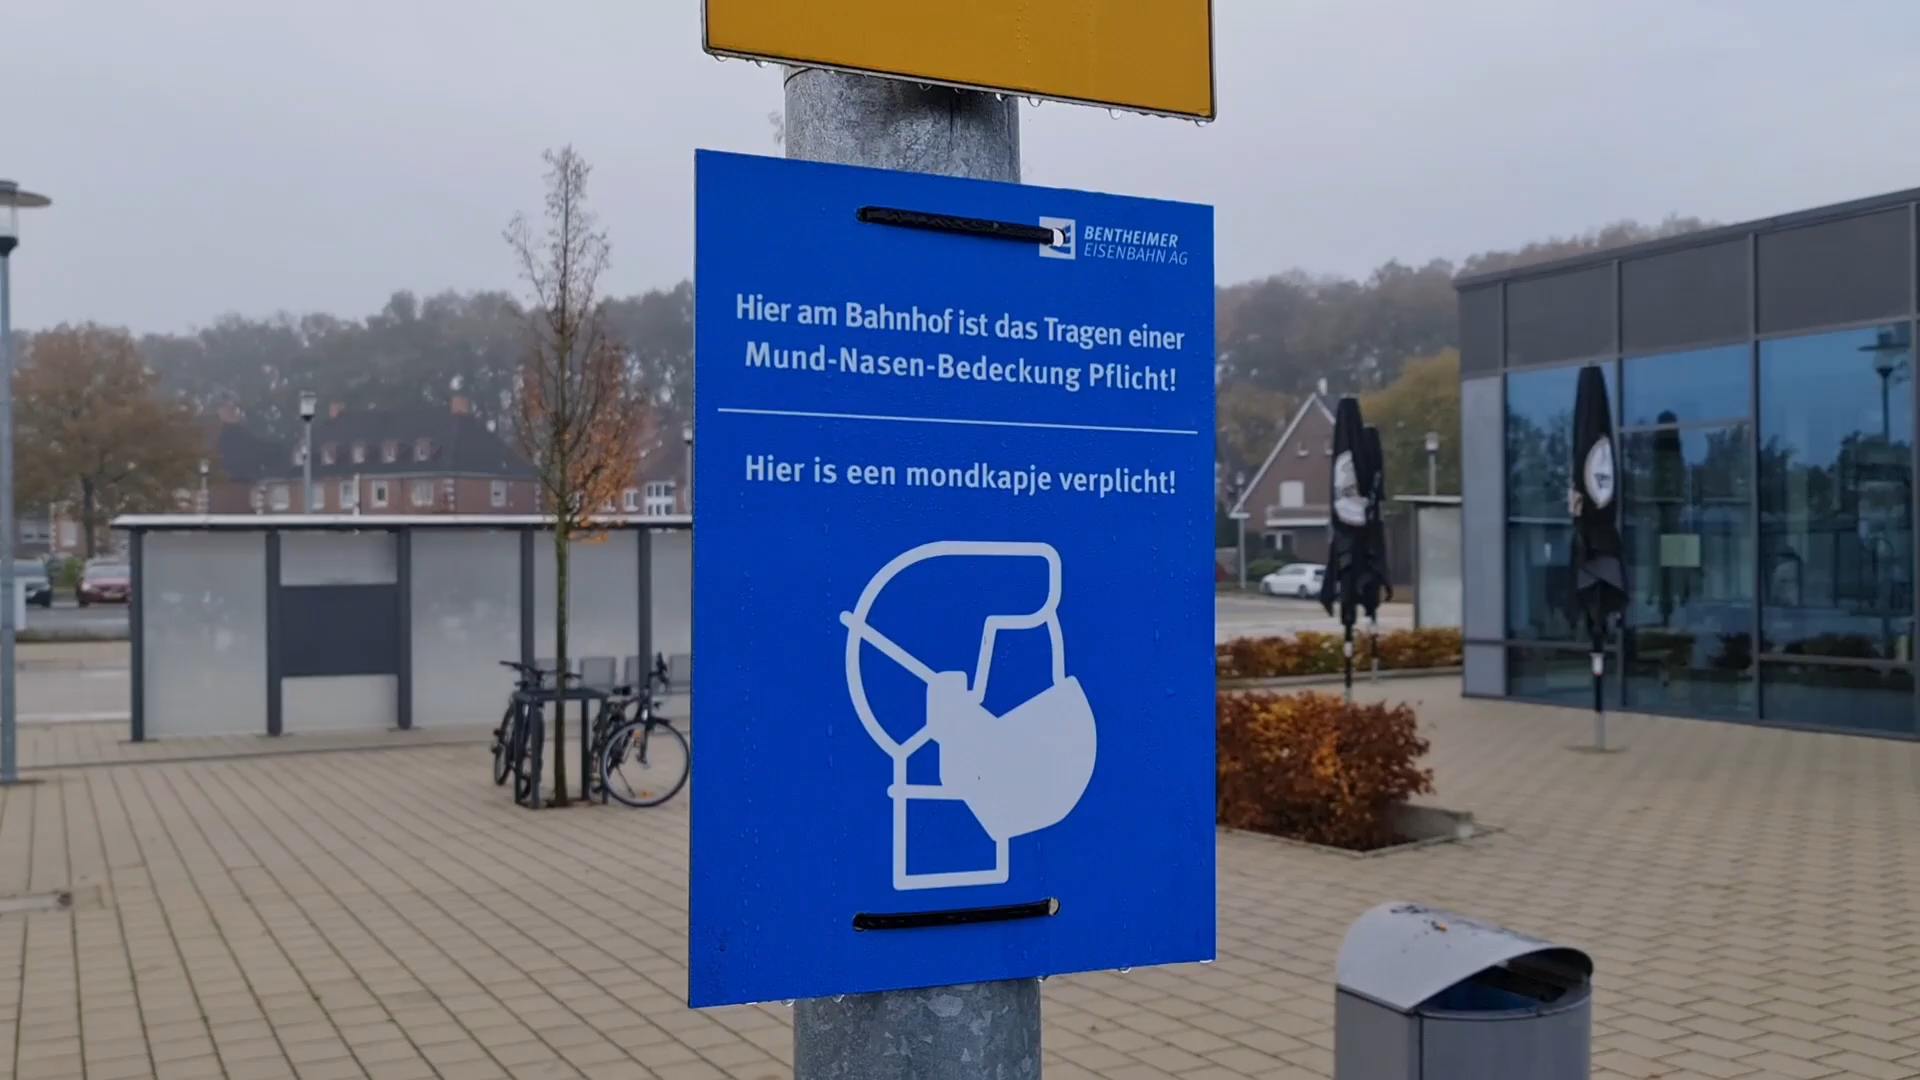 BENTHEIMER
EISENBAHN AG
Hier am Bahnhof ist das Tragen einer
Mund-Nasen-Bedeckung Pflicht!
Hier is een mondkapje verplicht!